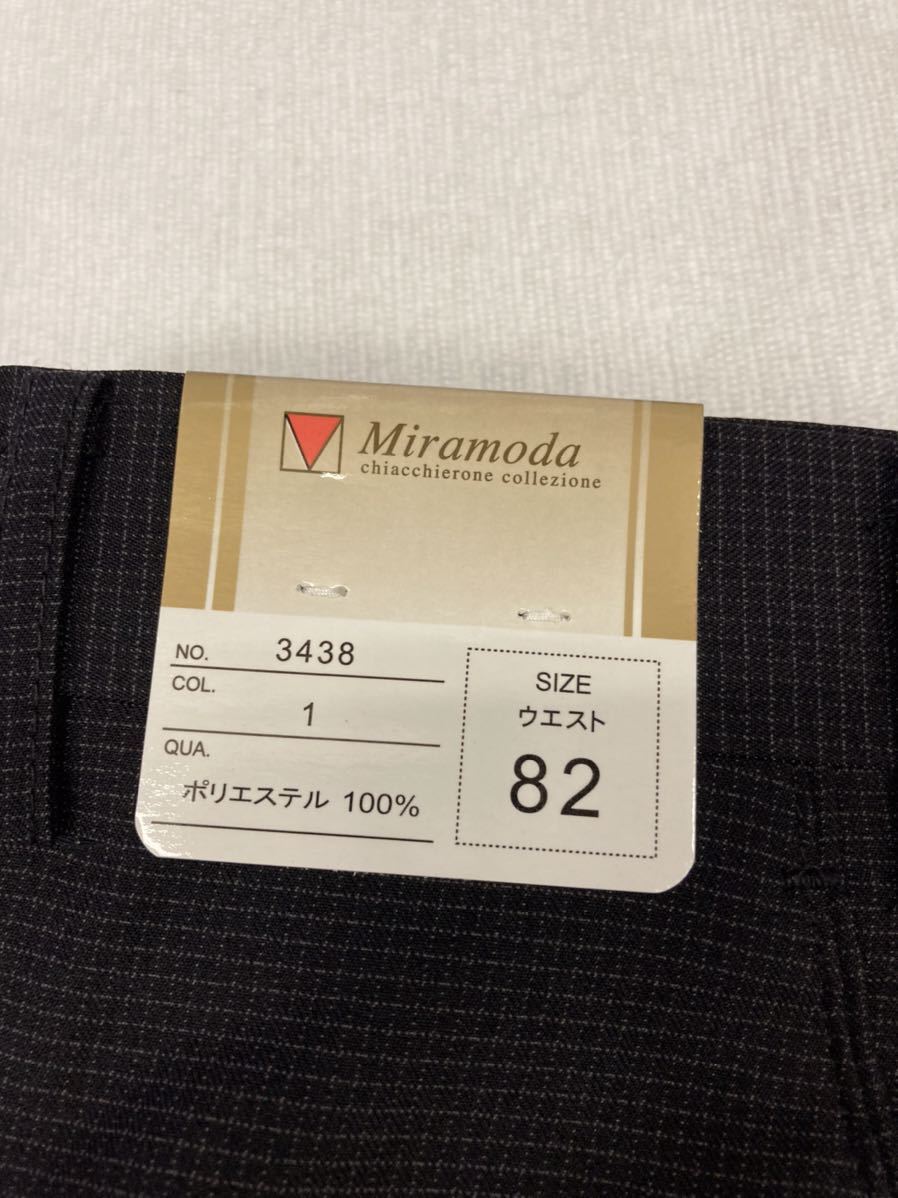 Miramoda
chiacchierone collezione
NO. 3438
COL. 1
QUA.
ポリエステル 100%
SIZE
ウエスト
82